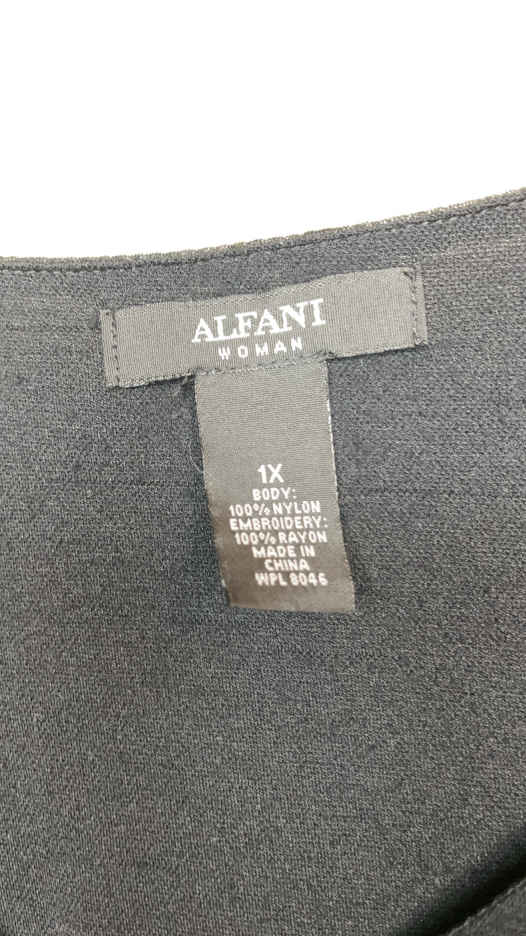 ALFANI
WOMAN
1X
BODY:
100% NYLON
EMBROIDERY:
100% RAYON
MADE IN
CHINA
WPL 8046